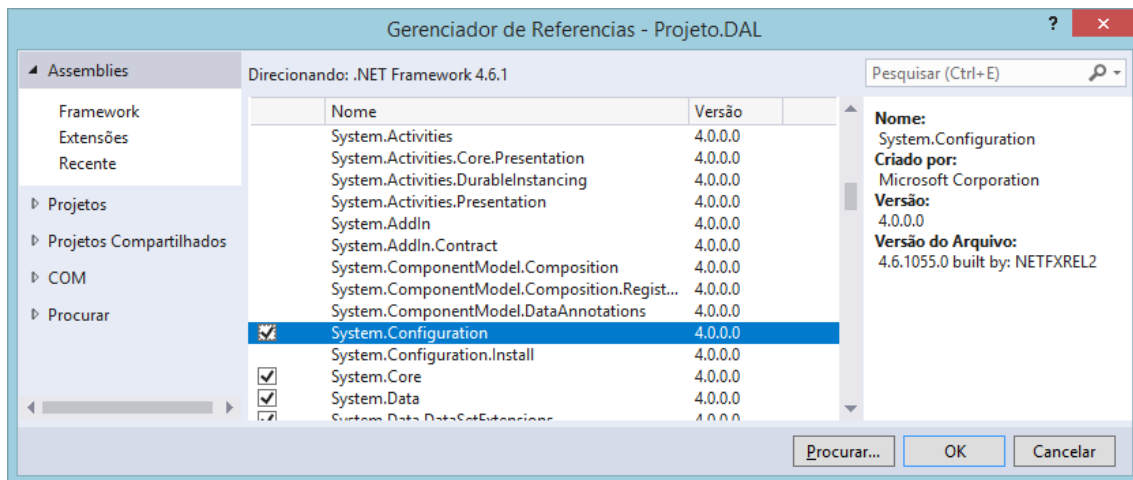 Gerenciador de Referencias - Projeto.DAL
?
Assemblies
Framework
Extensões
Recente
Projetos
Projetos Compartilhados
COM
Procurar
Direcionando: .NET Framework 4.6.1
Nome Versão
System.Activities 4.0.0.0
System.Activities.Core.Presentation 4.0.0.0
System.Activities.DurableInstancing 4.0.0.0
System.Activities.Presentation 4.0.0.0
System.AddIn 4.0.0.0
System.AddIn.Contract 4.0.0.0
System.ComponentModel.Composition 4.0.0.0
System.ComponentModel.Composition.Regist... 4.0.0.0
System.ComponentModel.DataAnnotations 4.0.0.0
System.Configuration 4.0.0.0
System.Configuration.Install 4.0.0.0
System.Core 4.0.0.0
System.Data 4.0.0.0
System.Data.DataSetExtensions 4.0.0.0
Pesquisar (Ctrl+E)
Nome:
System.Configuration
Criado por:
Microsoft Corporation
Versão:
4.0.0.0
Versão do Arquivo:
4.6.1055.0 built by: NETFXREL2
Procurar... OK Cancelar